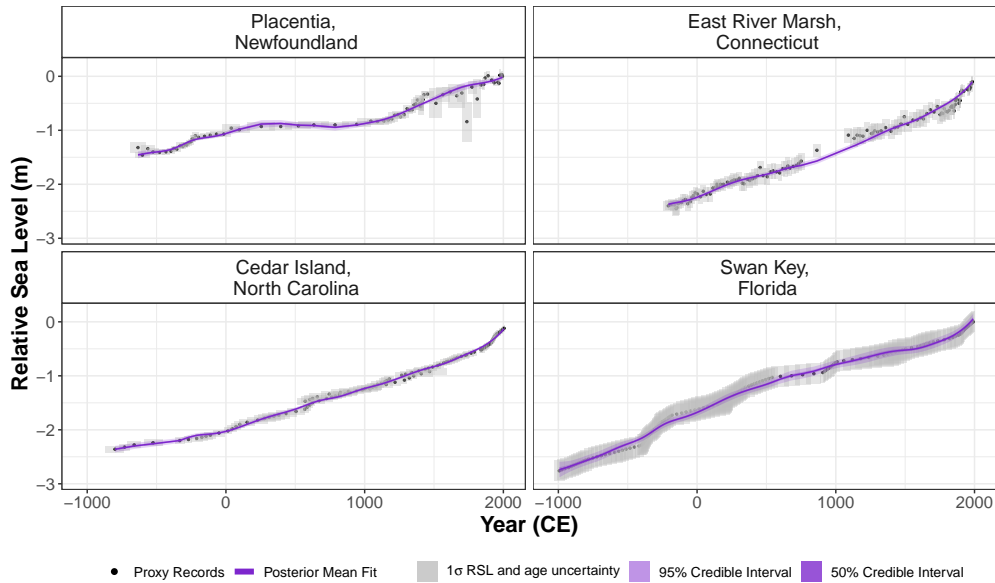 Placentia,
Newfoundland
East River Marsh,
Connecticut
0
−1
−2
−3
0
−1
−2
−3
Cedar Island,
North Carolina
Swan Key,
Florida
−1000
0
1000
2000
−1000
0
1000
2000
Relative Sea Level (m)
Year (CE)
Proxy Records
Posterior Mean Fit
1σ RSL and age uncertainty
95% Credible Interval
50% Credible Interval